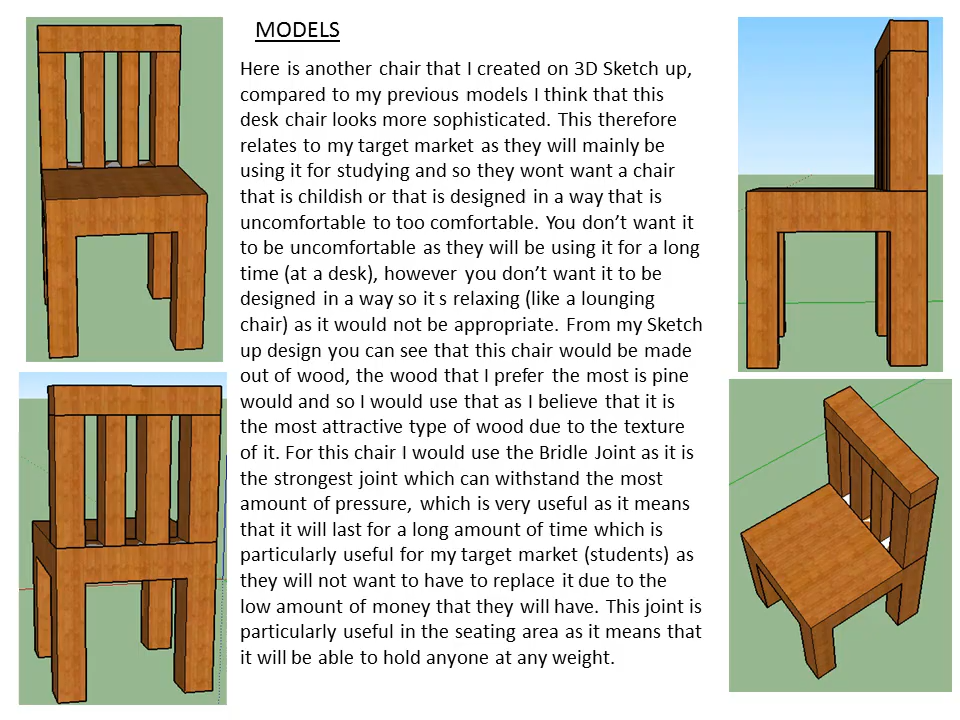 MODELS
Here is another chair that I created on 3D Sketch up,
compared to my previous models I think that this
desk chair looks more sophisticated. This therefore
relates to my target market as they will mainly be
using it for studying and so they wont want a chair
that is childish or that is designed in a way that is
uncomfortable to too comfortable. You don’t want it
to be uncomfortable as they will be using it for a long
time (at a desk), however you don’t want it to be
designed in a way so it s relaxing (like a lounging
chair) as it would not be appropriate. From my Sketch
up design you can see that this chair would be made
out of wood, the wood that I prefer the most is pine
would and so I would use that as I believe that it is
the most attractive type of wood due to the texture
of it. For this chair I would use the Bridle Joint as it is
the strongest joint which can withstand the most
amount of pressure, which is very useful as it means
that it will last for a long amount of time which is
particularly useful for my target market (students) as
they will not want to have to replace it due to the
low amount of money that they will have. This joint is
particularly useful in the seating area as it means that
it will be able to hold anyone at any weight.